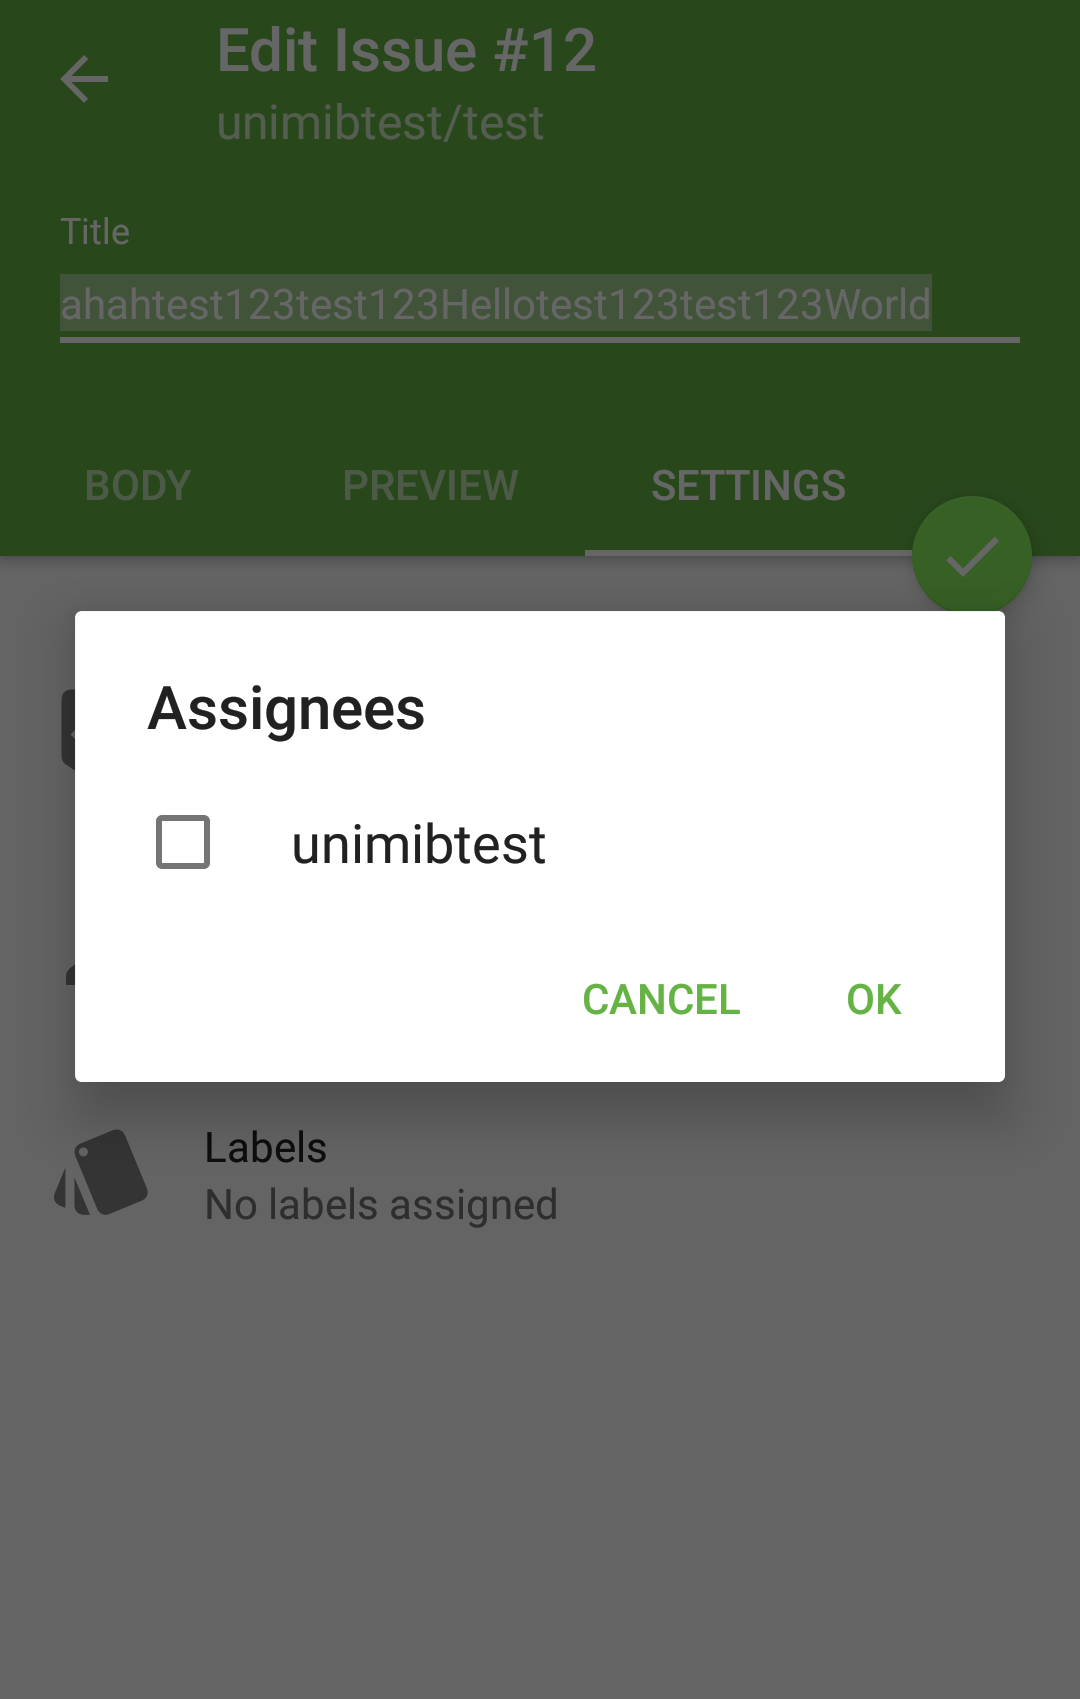 Edit Issue #12
unimibtest/test
Title
ahahtest123test123Hellotest123test123World
BODY PREVIEW SETTINGS
Assignees
unimibtest
CANCEL OK
Labels
No labels assigned